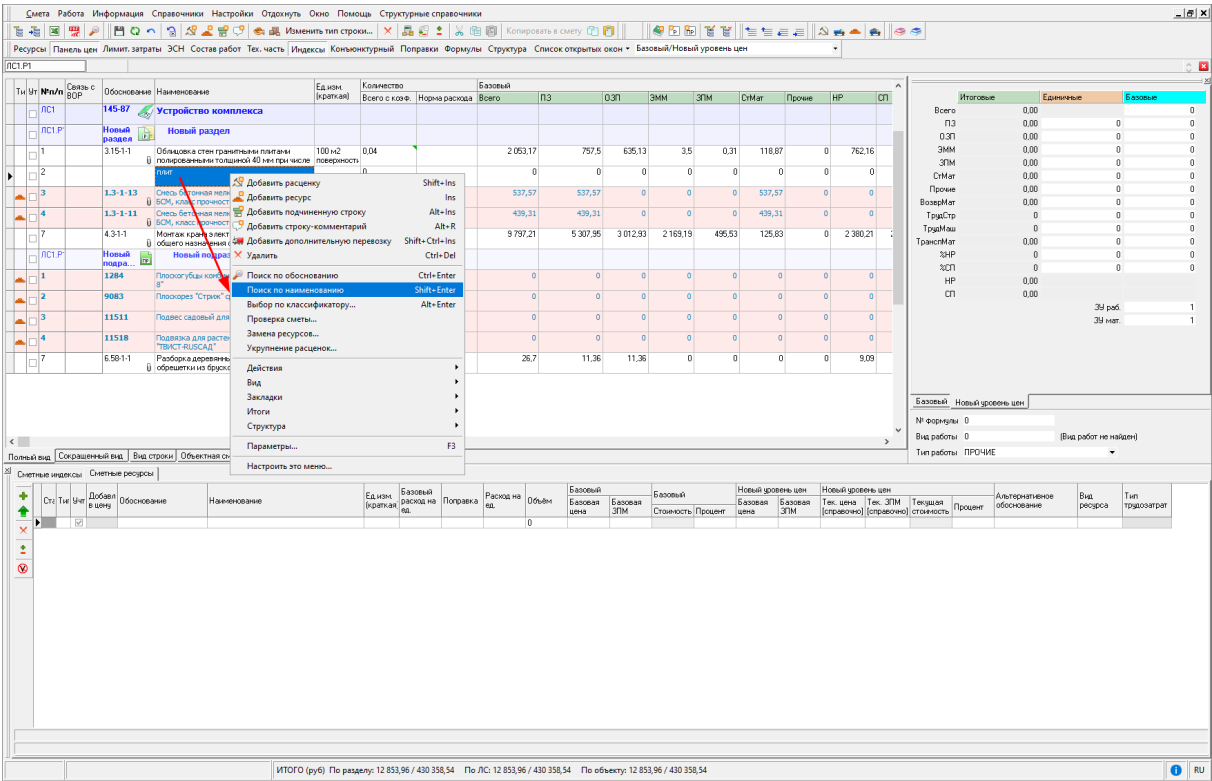 Смета Работа Информация Справочники Настройки Отдохнуть Окно Помощь Структурные справочники
Изменить тип строки... Копировать в смету
Ресурсы Панель цен Лимит. затраты ЭСН Состав работ Тех. часть Индексы Конъюнктурный Поправки Формулы Структура Список открытых окон Базовый/Новый уровень цен
ЛС1.Р1
Ти Ут №п/п Связь с ВОР Обоснование Наименование Ед.изм. (краткая) Количество Базовый
Всего с коэф. Норма расхода Всего ПЗ ОЗП ЭММ ЗПМ СтМат Прочие НР СП
ЛС1 145-87 Устройство комплекса
ЛС1.Р1 Новый раздел Новый раздел
1 3.15-1-1 Облицовка стен гранитными плитами 100 м2 0,04 2 053,17 757,5 635,13 3,5 0,31 118,87 0 762,16
полированными толщиной 40 мм при числе поверхности
2 плит 0 0 0 0 0 0 0 0 0
3 1.3-1-13 Смесь бетонная мелк 537,57 537,57 0 0 0 537,57 0 0
БСМ, класс прочност
4 1.3-1-11 Смесь бетонная мелк 439,31 439,31 0 0 0 439,31 0 0
БСМ, класс прочност
7 4.3-1-1 Монтаж крана элект 9 797,21 5 307,95 3 012,93 2 169,19 495,53 125,83 0 2 380,21
общего назначения с
ЛС1.Р Новый подра... Новый подраз
1 1284 Плоскогубцы комби 0 0 0 0 0 0 0 0
8"
2 9083 Плоскорез "Стриж" с 0 0 0 0 0 0 0 0
3 11511 Подвес садовый для 0 0 0 0 0 0 0 0
4 11518 Подвязка для расте 0 0 0 0 0 0 0 0
"ТВИСТ-RUSСАД"
7 6.58-1-1 Разборка деревянны 26,7 11,36 11,36 0 0 0 0 9,09
обрешетки из бруско
Добавить расценку Shift+Ins
Добавить ресурс Ins
Добавить подчиненную строку Alt+Ins
Добавить строку-комментарий Alt+R
Добавить дополнительную перевозку Shift+Ctrl+Ins
Удалить Ctrl+Del
Поиск по обоснованию Ctrl+Enter
Поиск по наименованию Shift+Enter
Выбор по классификатору... Alt+Enter
Проверка сметы...
Замена ресурсов...
Укрупнение расценок...
Действия
Вид
Закладки
Итоги
Структура
Параметры... F3
Настроить это меню...
Итоговые Единичные Базовые
Всего 0,00 0
ПЗ 0,00 0 0
ОЗП 0,00 0 0
ЭММ 0,00 0 0
ЗПМ 0 0 0
СтМат 0,00 0 0
Прочие 0,00 0 0
ВозврМат 0,00 0 0
ТрудСтр 0 0 0
ТрудМаш 0 0 0
ТранспМат 0,00 0 0
%НР 0 0 0
%СП 0 0 0
НР 0,00
СП 0,00
ЗУ раб. 1
ЗУ мат. 1
Базовый Новый уровень цен
№ формулы 0
Вид работы 0 (Вид работ не найден)
Тип работы ПРОЧИЕ
Полный вид Сокращенный вид Вид строки Объектная см
Сметные индексы Сметные ресурсы
Ста Тип Учт Добавл в цену Обоснование Наименование Ед.изм. (краткая Базовый расход на ед. Поправка Расход на ед. Объём Базовый Базовый Новый уровень цен Новый уровень цен Альтернативное обоснование Вид ресурса Тип трудозатрат
Базовая цена Базовая ЗПМ Стоимость Процент Базовая цена Базовая ЗПМ Тек. цена (справочно) Тек. ЗПМ (справочно) Текущая стоимость Процент
0
ИТОГО (руб) По разделу: 12 853,96 / 430 358,54 По ЛС: 12 853,96 / 430 358,54 По объекту: 12 853,96 / 430 358,54
RU